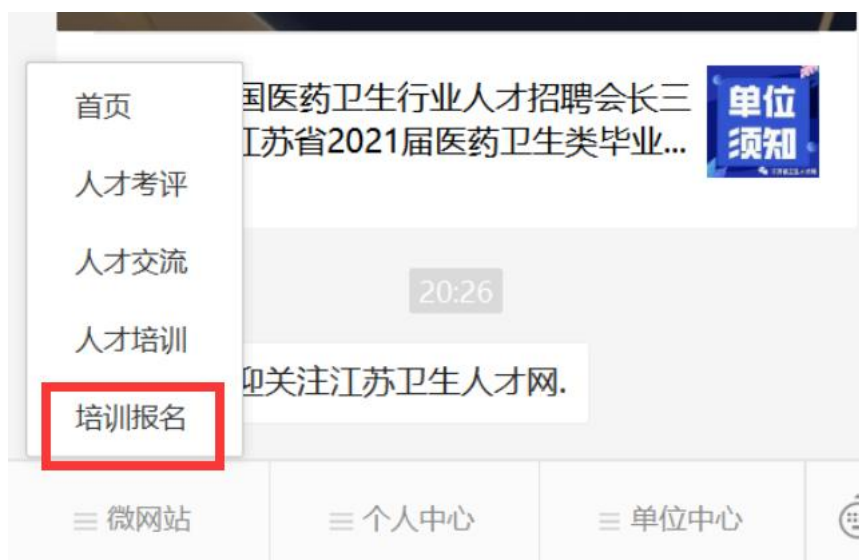 首页
人才考评
人才交流
人才培训
培训报名
国医药卫生行业人才招聘会长三
江苏省2021届医药卫生类毕业...
单位
须知
20:26
迎关注江苏卫生人才网.
微网站
个人中心
单位中心